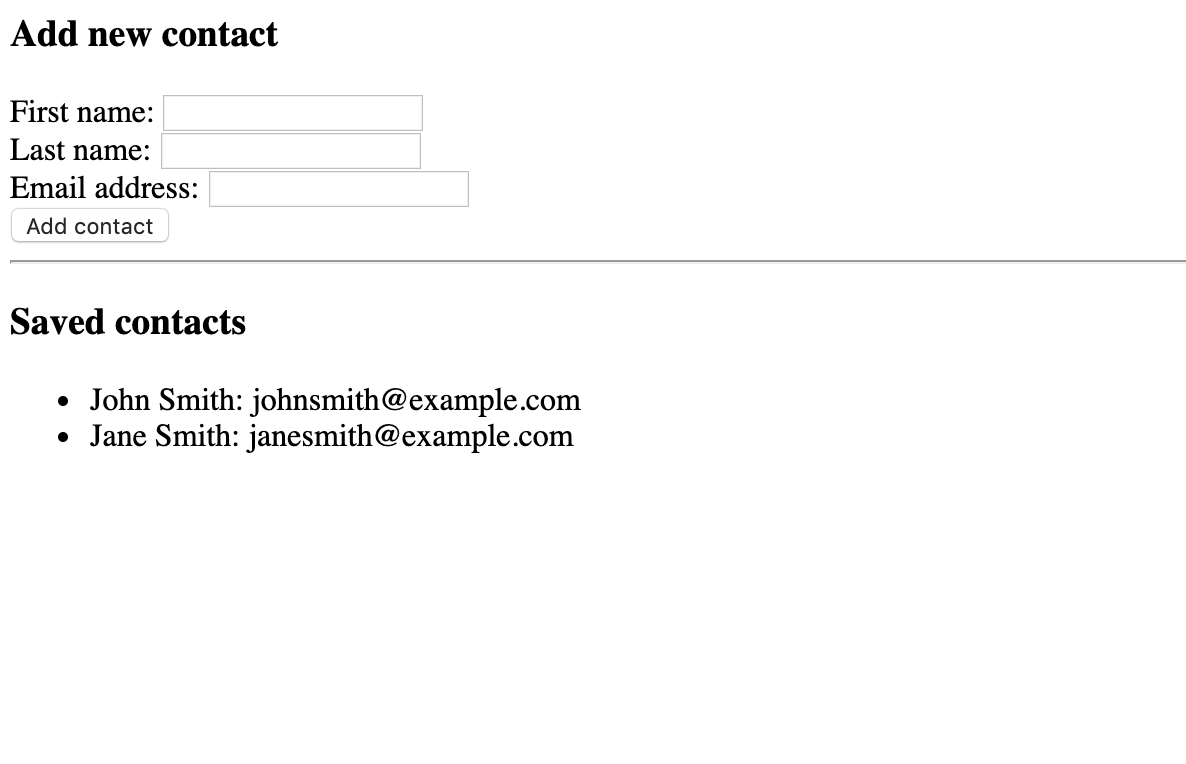 Add new contact
First name:
Last name:
Email address:
Add contact
Saved contacts
• John Smith: johnsmith@example.com
• Jane Smith: janesmith@example.com